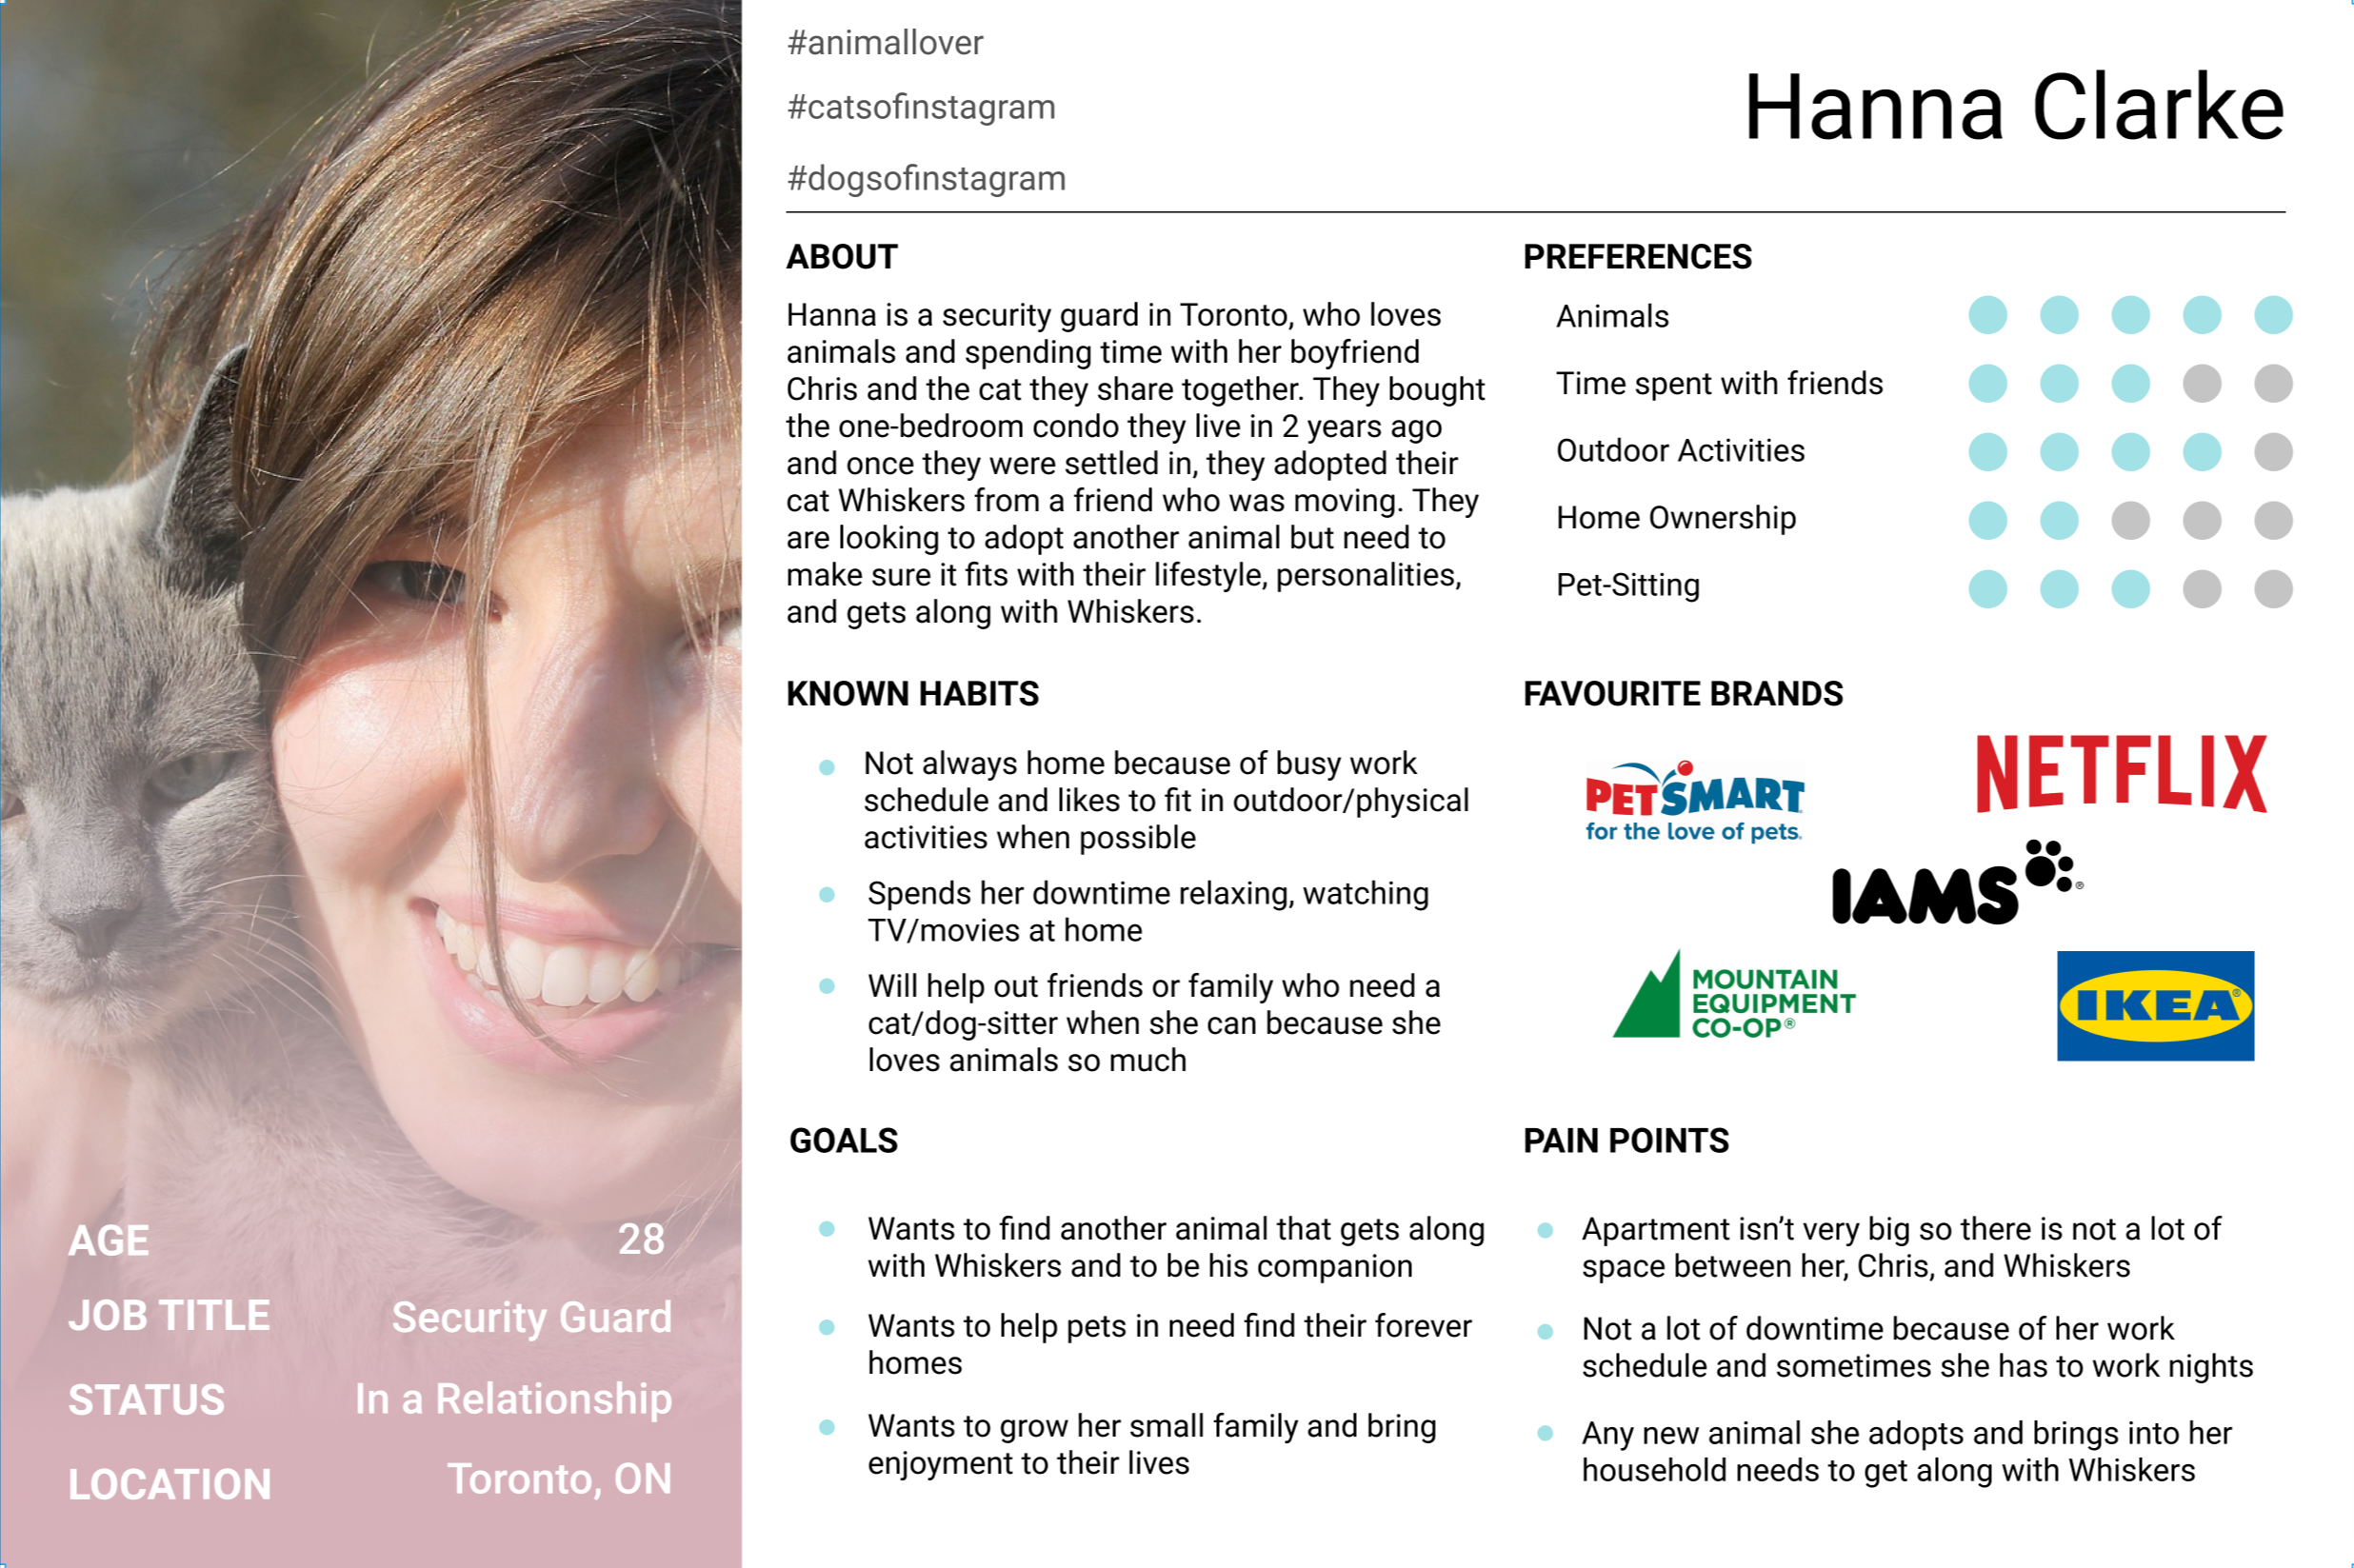 #animallover
#catsofinstagram
#dogsofinstagram
Hanna Clarke
ABOUT
Hanna is a security guard in Toronto, who loves
animals and spending time with her boyfriend
Chris and the cat they share together. They bought
the one-bedroom condo they live in 2 years ago
and once they were settled in, they adopted their
cat Whiskers from a friend who was moving. They
are looking to adopt another animal but need to
make sure it fits with their lifestyle, personalities,
and gets along with Whiskers.
PREFERENCES
Animals
Time spent with friends
Outdoor Activities
Home Ownership
Pet-Sitting
KNOWN HABITS
Not always home because of busy work
schedule and likes to fit in outdoor/physical
activities when possible
Spends her downtime relaxing, watching
TV/movies at home
Will help out friends or family who need a
cat/dog-sitter when she can because she
loves animals so much
FAVOURITE BRANDS
PETSMART
for the love of pets.
NETFLIX
IAMS®
MOUNTAIN
EQUIPMENT
CO-OP®
IKEA®
GOALS
Wants to find another animal that gets along
with Whiskers and to be his companion
Wants to help pets in need find their forever
homes
Wants to grow her small family and bring
enjoyment to their lives
PAIN POINTS
Apartment isn’t very big so there is not a lot of
space between her, Chris, and Whiskers
Not a lot of downtime because of her work
schedule and sometimes she has to work nights
Any new animal she adopts and brings into her
household needs to get along with Whiskers
AGE 28
JOB TITLE Security Guard
STATUS In a Relationship
LOCATION Toronto, ON